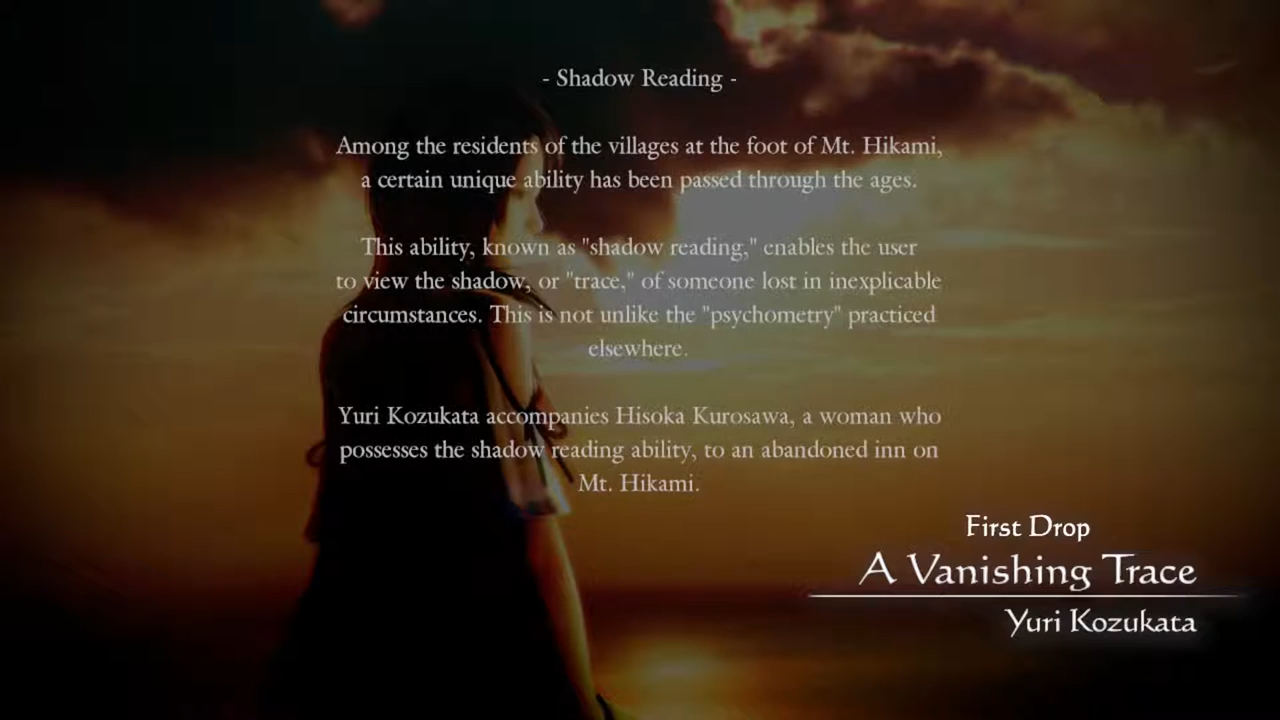 - Shadow Reading -
Among the residents of the villages at the foot of Mt. Hikami,
a certain unique ability has been passed through the ages.
This ability, known as "shadow reading," enables the user
to view the shadow, or "trace," of someone lost in inexplicable
circumstances. This is not unlike the "psychometry" practiced
elsewhere.
Yuri Kozukata accompanies Hisoka Kurosawa, a woman who
possesses the shadow reading ability, to an abandoned inn on
Mt. Hikami.
First Drop
A Vanishing Trace
Yuri Kozukata